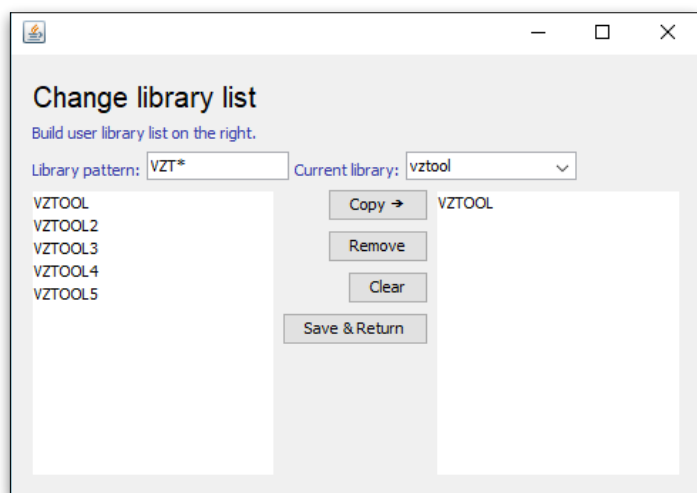 Change library list
Build user library list on the right.
Library pattern: VZT* Current library: vztool
VZTOOL
VZTOOL2
VZTOOL3
VZTOOL4
VZTOOL5
Copy ➔
Remove
Clear
Save & Return
VZTOOL